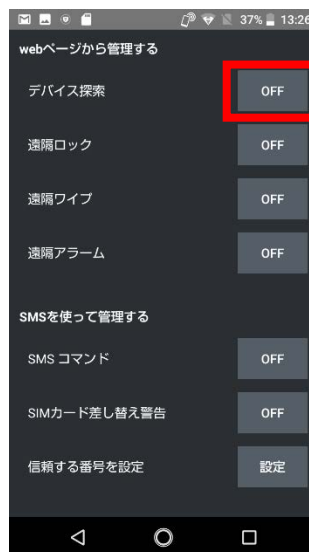 37% 13:26
webページから管理する
デバイス探索 OFF
遠隔ロック OFF
遠隔ワイプ OFF
遠隔アラーム OFF
SMSを使って管理する
SMS コマンド OFF
SIMカード差し替え警告 OFF
信頼する番号を設定 設定